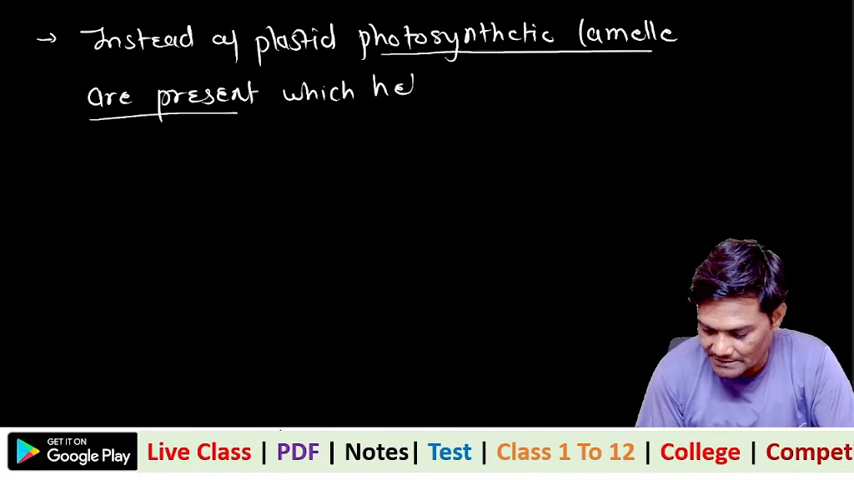 → Instead of plastid photosynthetic lamelle
are present which he
GET IT ON
Google Play
Live Class | PDF | Notes| Test | Class 1 To 12 | College | Compet